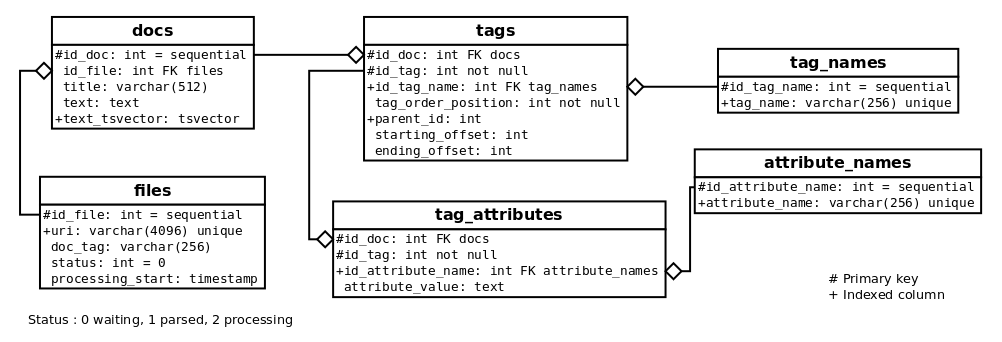 docs
#id_doc: int = sequential
id_file: int FK files
title: varchar(512)
text: text
+text_tsvector: tsvector
tags
#id_doc: int FK docs
#id_tag: int not null
+id_tag_name: int FK tag_names
tag_order_position: int not null
+parent_id: int
starting_offset: int
ending_offset: int
tag_names
#id_tag_name: int = sequential
+tag_name: varchar(256) unique
files
#id_file: int = sequential
+uri: varchar(4096) unique
doc_tag: varchar(256)
status: int = 0
processing_start: timestamp
tag_attributes
#id_doc: int FK docs
#id_tag: int not null
+id_attribute_name: int FK attribute_names
attribute_value: text
attribute_names
#id_attribute_name: int = sequential
+attribute_name: varchar(256) unique
# Primary key
+ Indexed column
Status : 0 waiting, 1 parsed, 2 processing